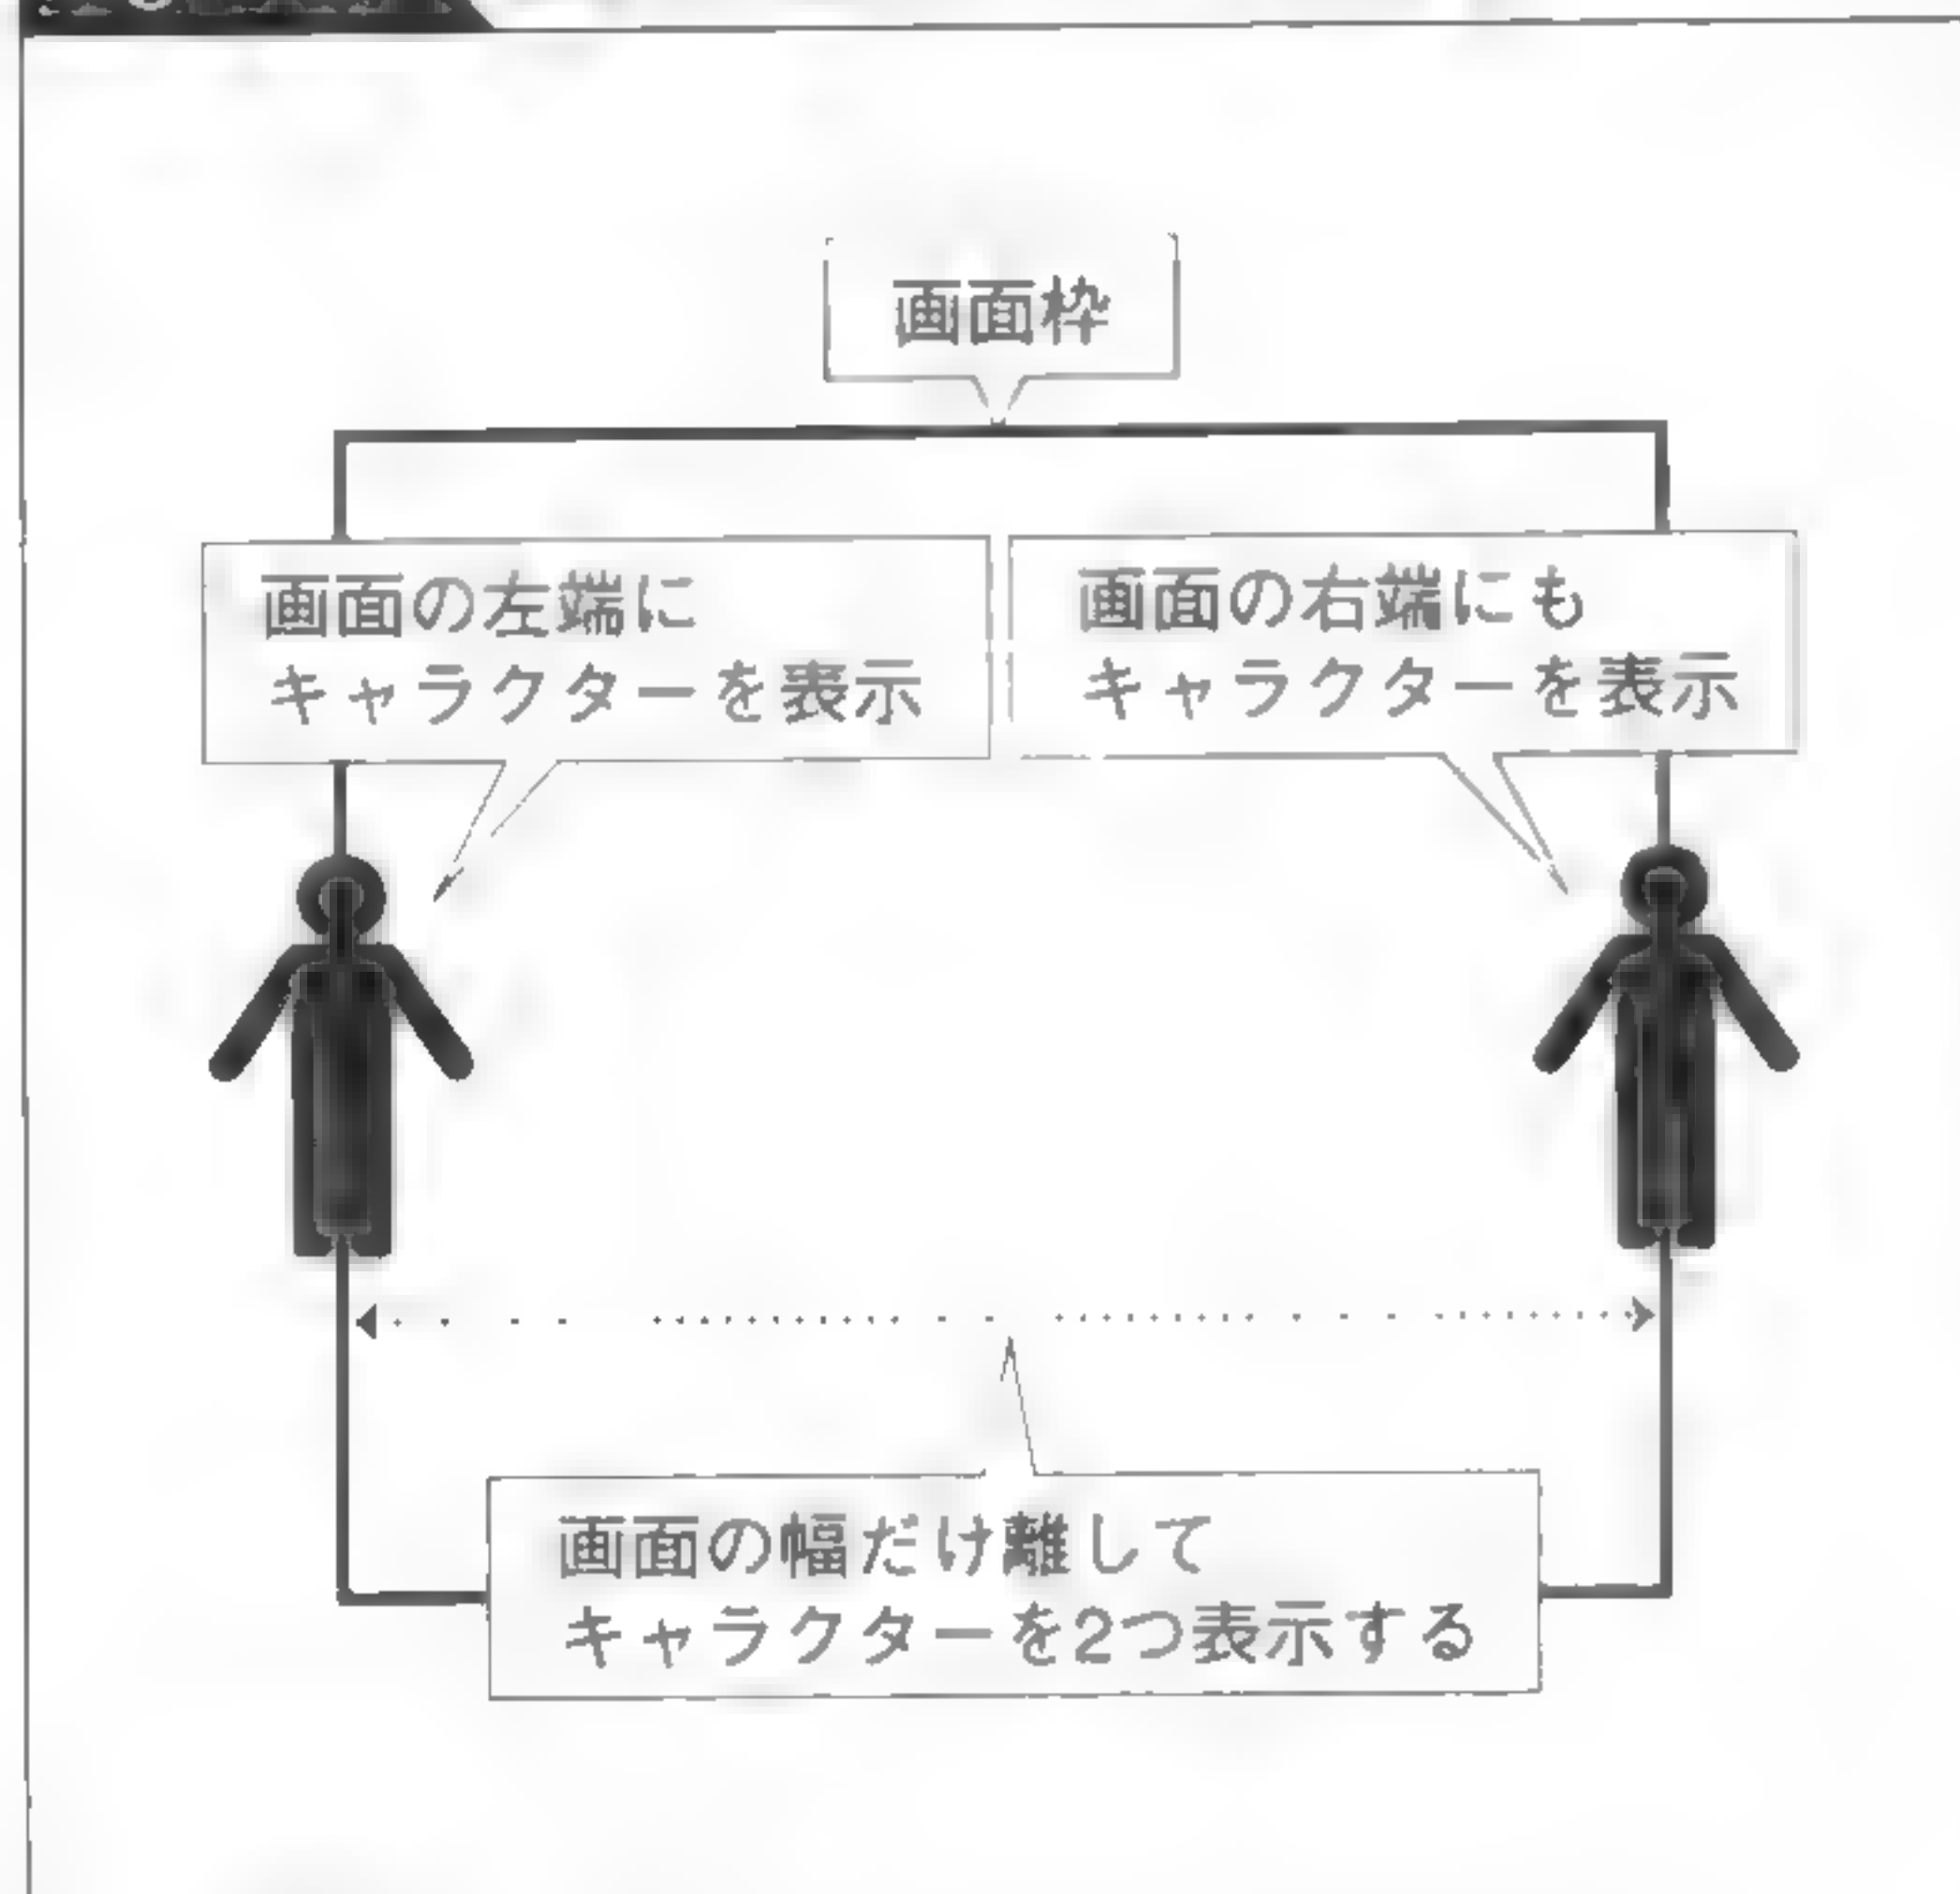 画面枠
画面の左端に
キャラクターを表示
画面の右端にも
キャラクターを表示
画面の幅だけ離して
キャラクターを2つ表示する